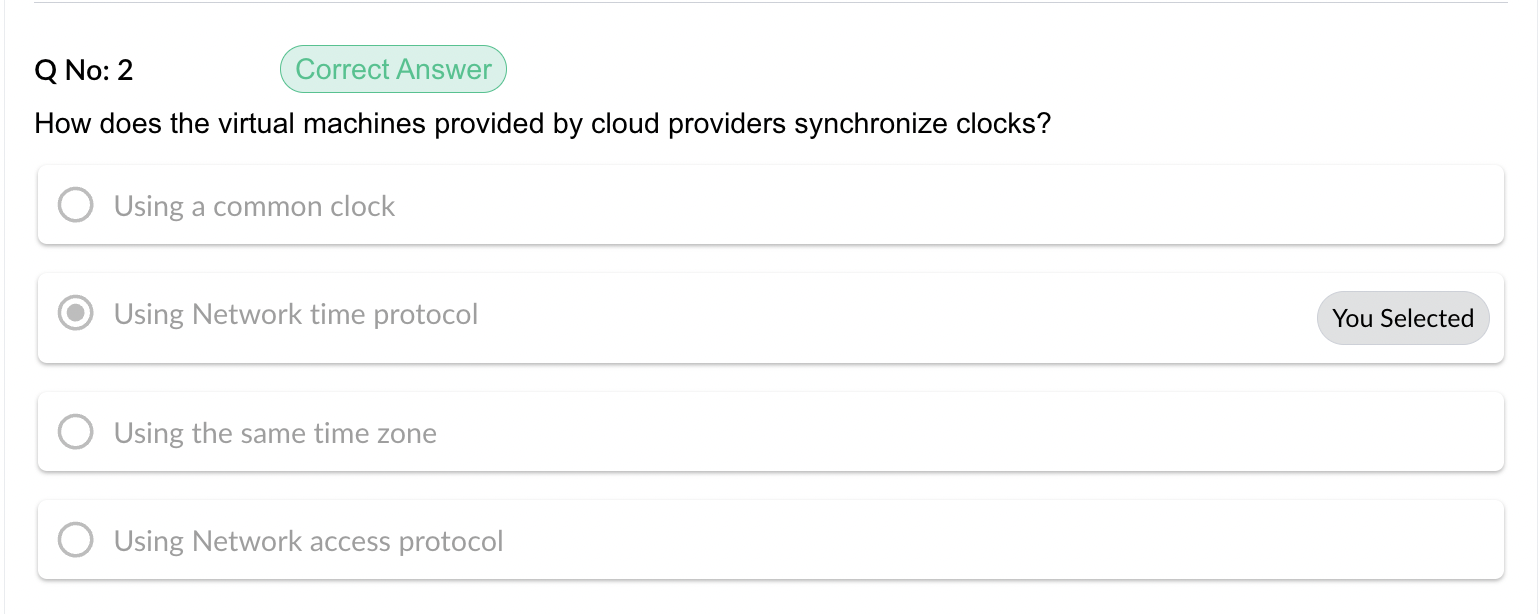 Q No: 2 Correct Answer
How does the virtual machines provided by cloud providers synchronize clocks?
Using a common clock
Using Network time protocol You Selected
Using the same time zone
Using Network access protocol